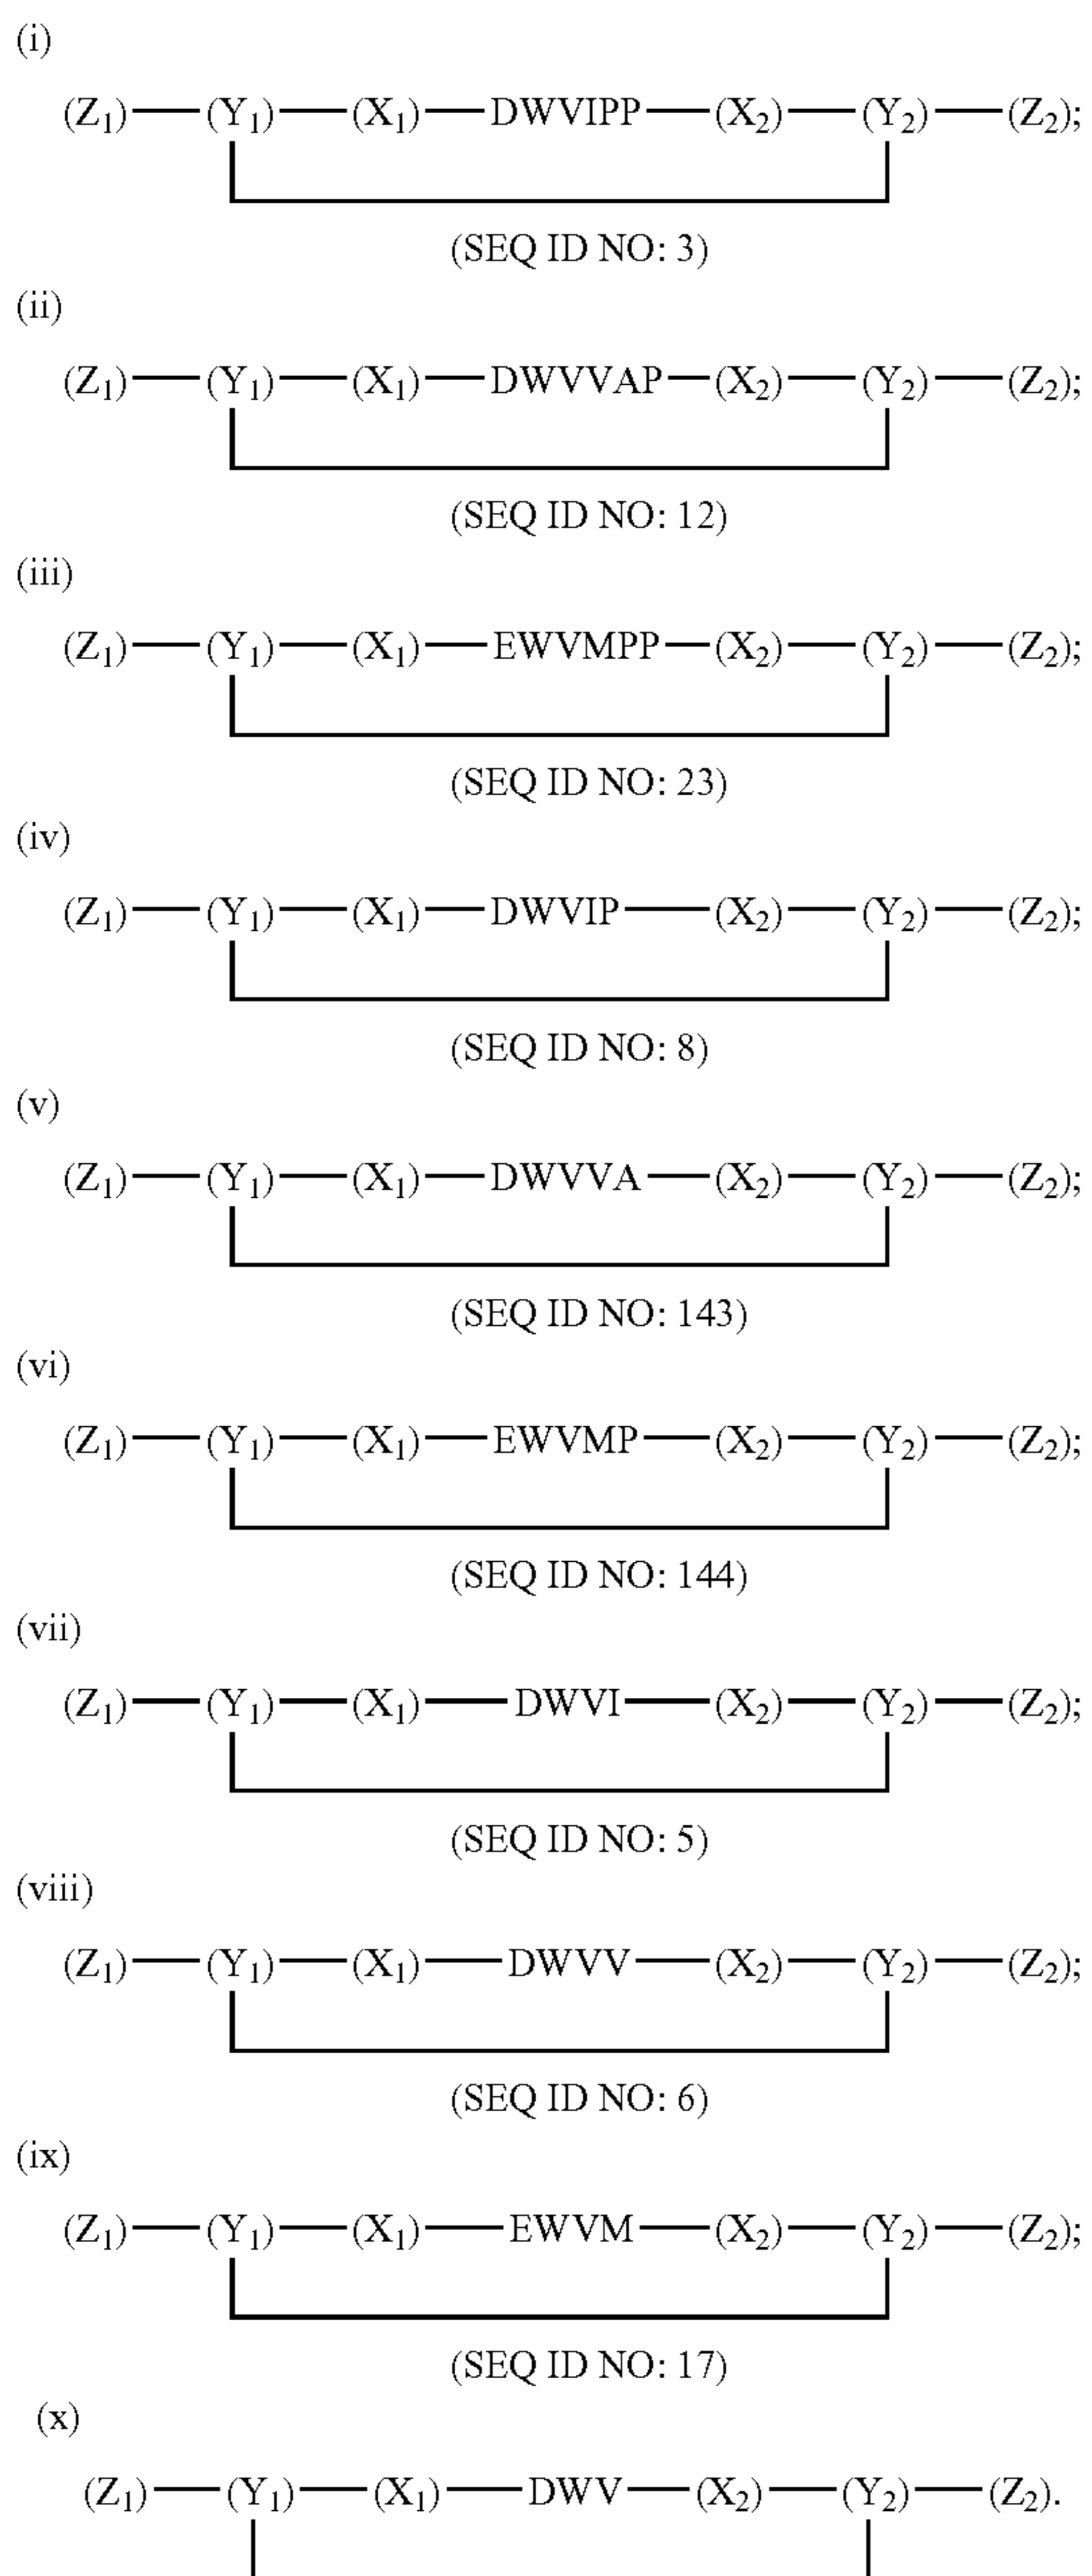 (i)
(Z₁)—(Y₁)—(X₁)—DWVIPP—(X₂)—(Y₂)—(Z₂);
(SEQ ID NO: 3)
(ii)
(Z₁)—(Y₁)—(X₁)—DWVVAP—(X₂)—(Y₂)—(Z₂);
(SEQ ID NO: 12)
(iii)
(Z₁)—(Y₁)—(X₁)—EWVMPP—(X₂)—(Y₂)—(Z₂);
(SEQ ID NO: 23)
(iv)
(Z₁)—(Y₁)—(X₁)—DWVIP—(X₂)—(Y₂)—(Z₂);
(SEQ ID NO: 8)
(v)
(Z₁)—(Y₁)—(X₁)—DWVVA—(X₂)—(Y₂)—(Z₂);
(SEQ ID NO: 143)
(vi)
(Z₁)—(Y₁)—(X₁)—EWVMP—(X₂)—(Y₂)—(Z₂);
(SEQ ID NO: 144)
(vii)
(Z₁)—(Y₁)—(X₁)—DWVI—(X₂)—(Y₂)—(Z₂);
(SEQ ID NO: 5)
(viii)
(Z₁)—(Y₁)—(X₁)—DWVV—(X₂)—(Y₂)—(Z₂);
(SEQ ID NO: 6)
(ix)
(Z₁)—(Y₁)—(X₁)—EWVM—(X₂)—(Y₂)—(Z₂);
(SEQ ID NO: 17)
(x)
(Z₁)—(Y₁)—(X₁)—DWV—(X₂)—(Y₂)—(Z₂).